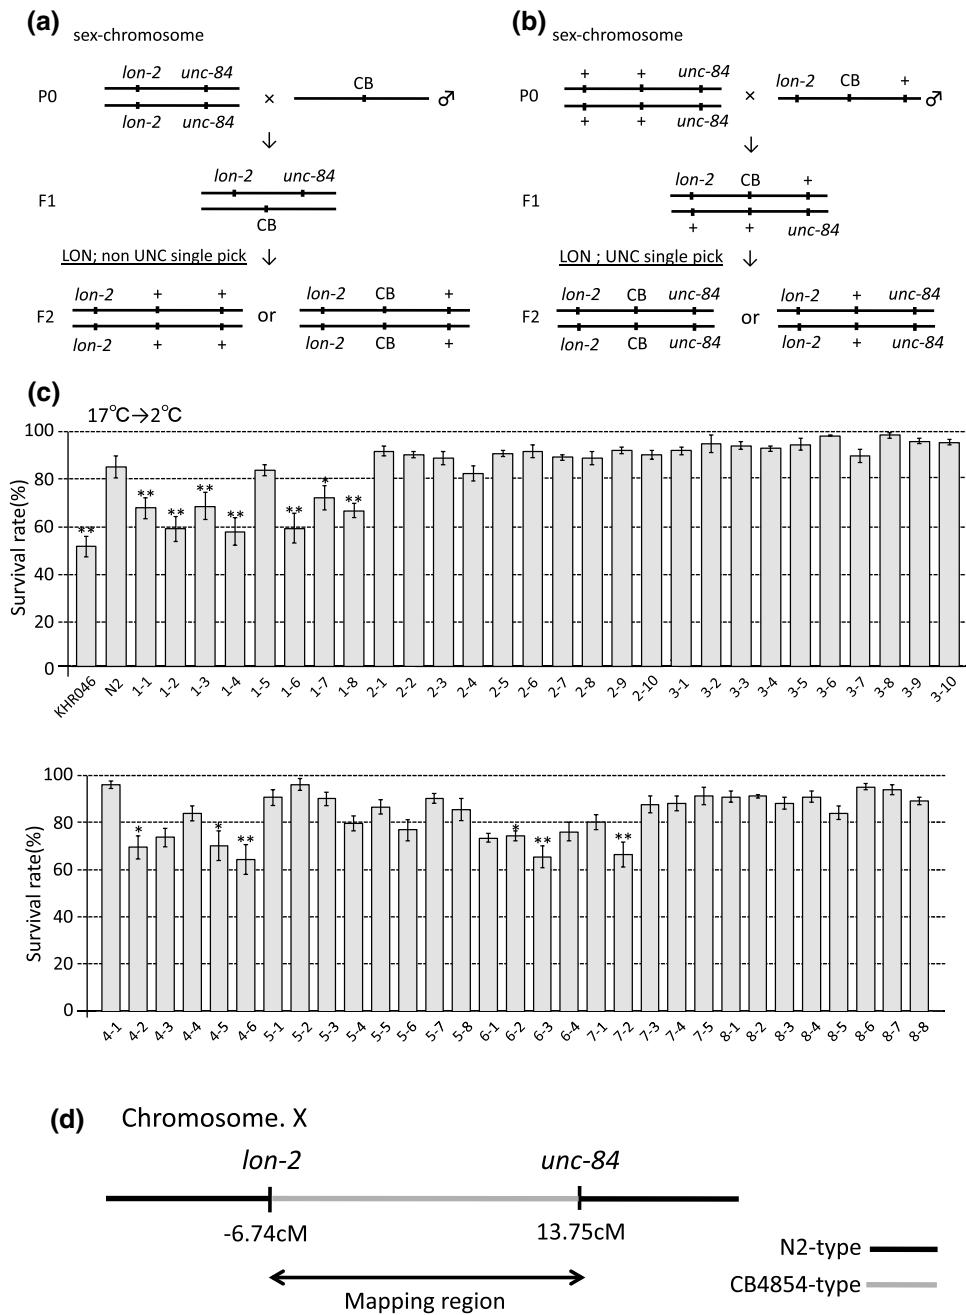 (a)
sex-chromosome
lon-2 unc-84
P0 × CB ♂
lon-2 unc-84
↓
lon-2 unc-84
F1
CB
LON; non UNC single pick ↓
lon-2 + + lon-2 CB +
F2 or
lon-2 + + lon-2 CB +
(b)
sex-chromosome
+ + unc-84 lon-2 CB +
P0 × ♂
+ + unc-84
↓
lon-2 CB +
F1
+ + unc-84
LON ; UNC single pick ↓
lon-2 CB unc-84 lon-2 + unc-84
F2 or
lon-2 CB unc-84 lon-2 + unc-84
(c)
17℃→2℃
Survival rate(%)
100
80
60
40
20
0
** ** ** ** ** ** * **
KHR046 N2 1-1 1-2 1-3 1-4 1-5 1-6 1-7 1-8 2-1 2-2 2-3 2-4 2-5 2-6 2-7 2-8 2-9 2-10 3-1 3-2 3-3 3-4 3-5 3-6 3-7 3-8 3-9 3-10
Survival rate(%)
100
80
60
40
20
0
* * ** * ** **
4-1 4-2 4-3 4-4 4-5 4-6 5-1 5-2 5-3 5-4 5-5 5-6 5-7 5-8 6-1 6-2 6-3 6-4 7-1 7-2 7-3 7-4 7-5 8-1 8-2 8-3 8-4 8-5 8-6 8-7 8-8
(d) Chromosome. X
lon-2 unc-84
-6.74cM 13.75cM
N2-type
CB4854-type
Mapping region